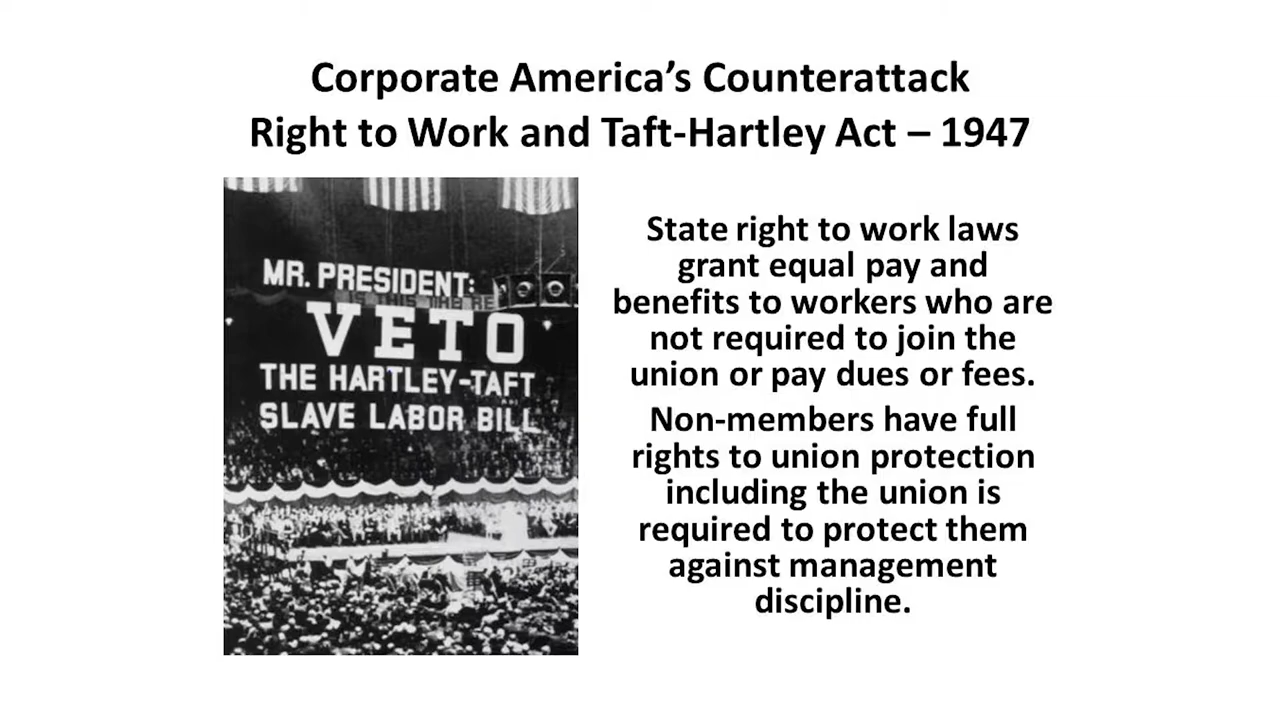 Corporate America's Counterattack
Right to Work and Taft-Hartley Act – 1947
MR. PRESIDENT:
IS THIS
VETO
THE HARTLEY-TAFT
SLAVE LABOR BILL
State right to work laws
grant equal pay and
benefits to workers who are
not required to join the
union or pay dues or fees.
Non-members have full
rights to union protection
including the union is
required to protect them
against management
discipline.